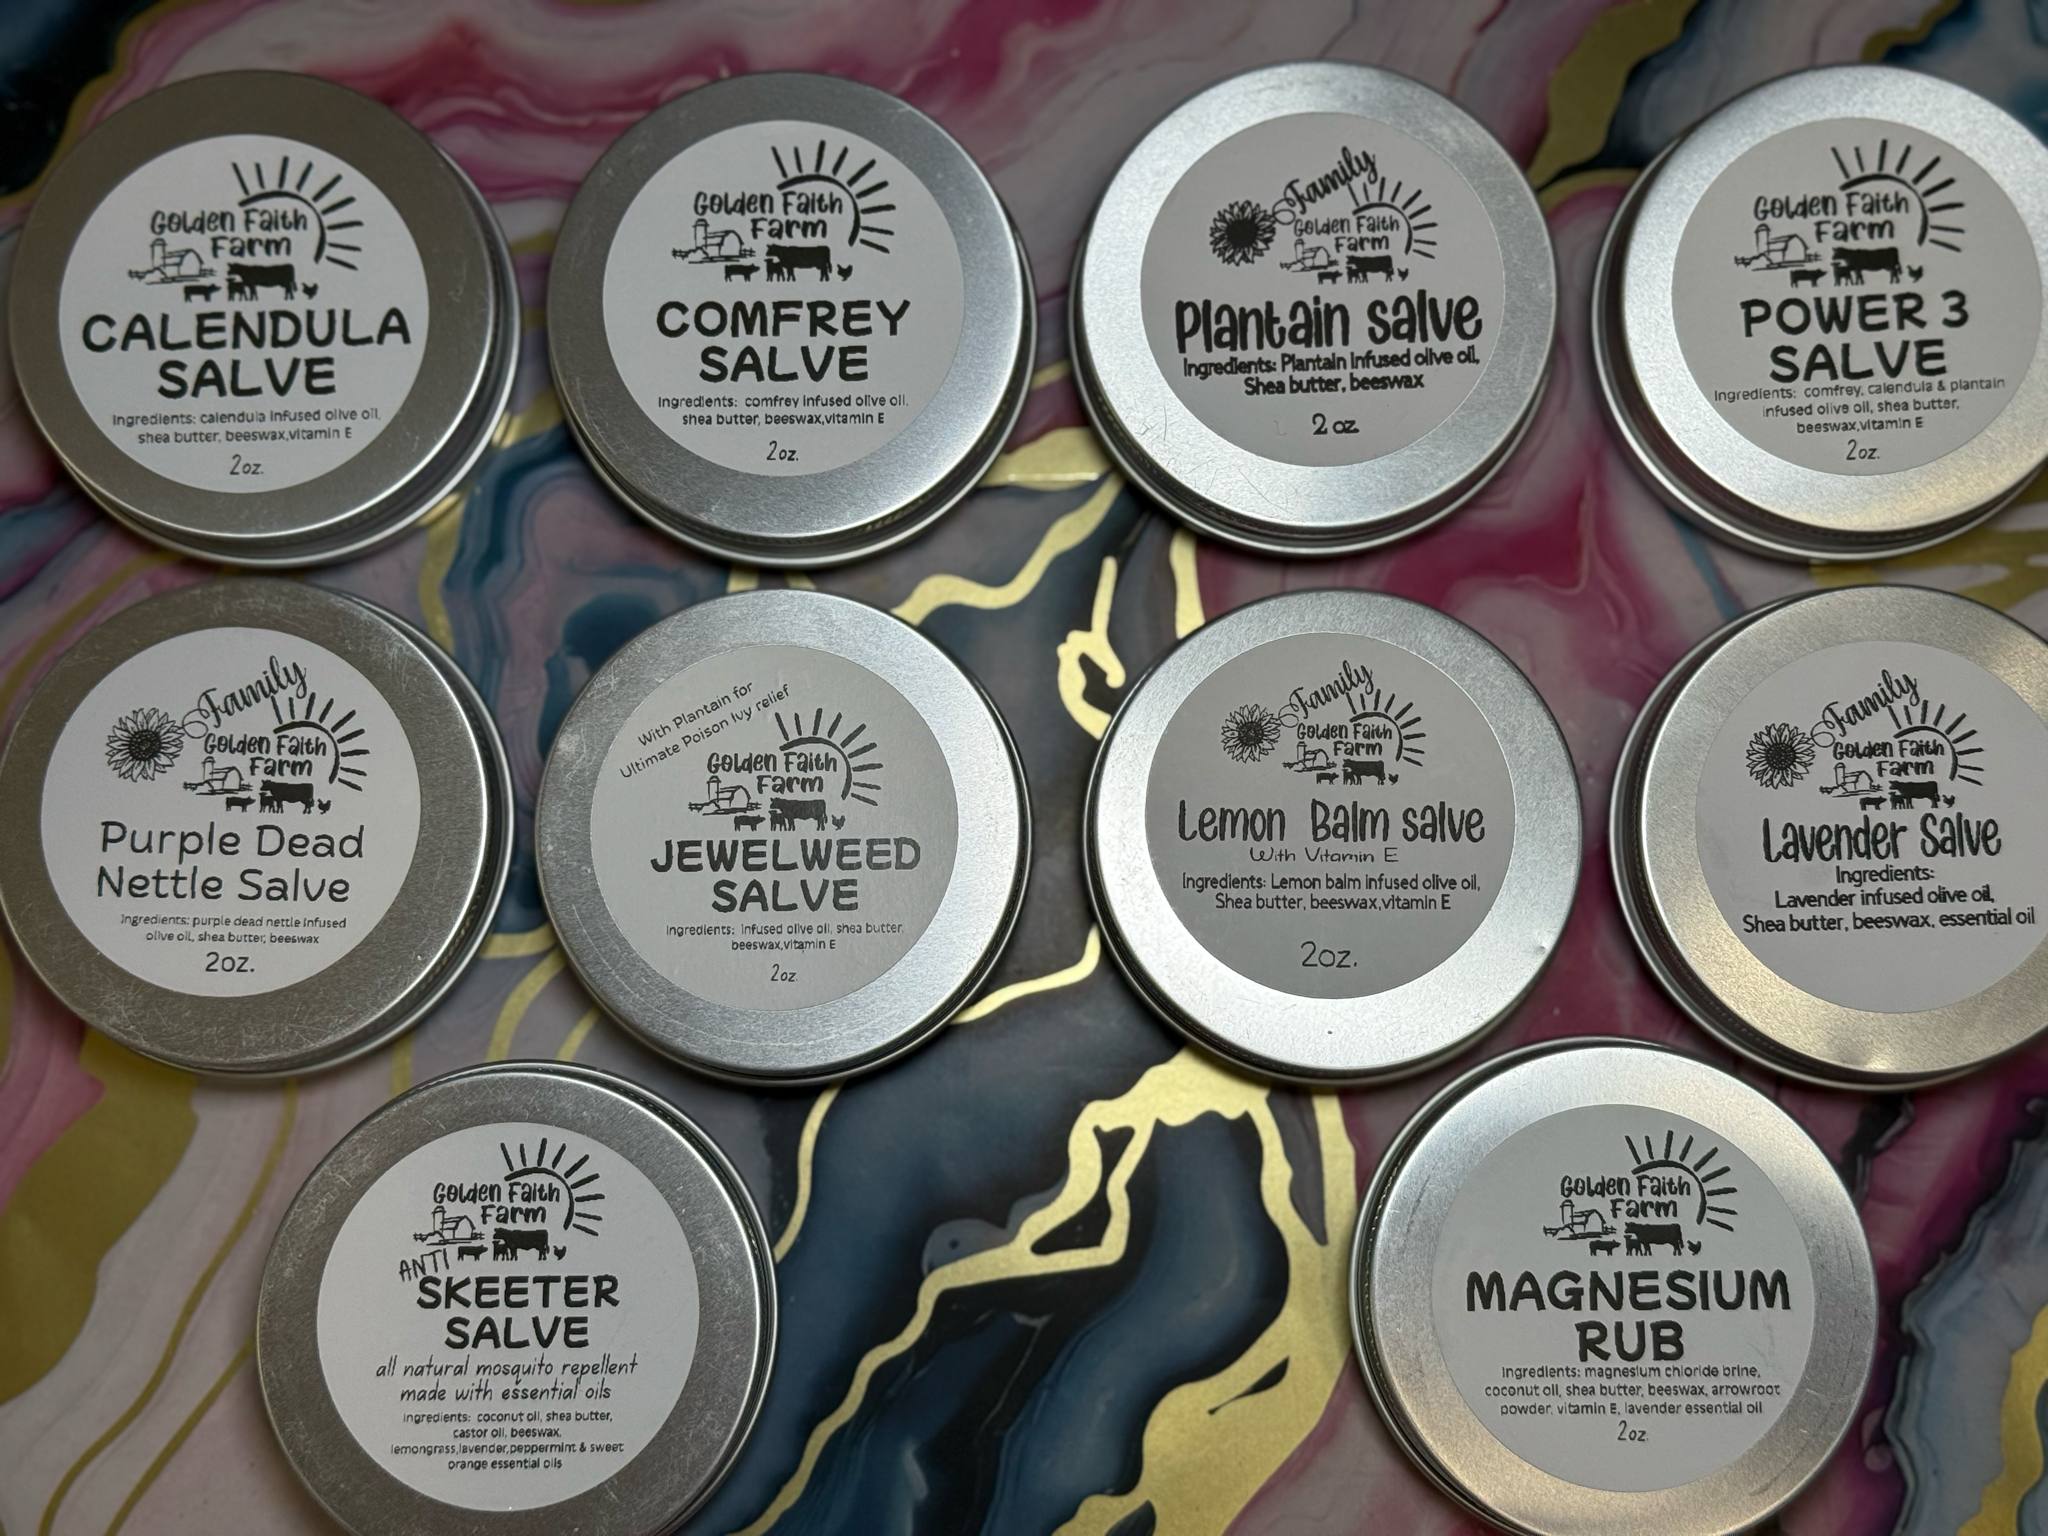 Golden Faith
Farm
CALENDULA
SALVE
Ingredients: calendula infused olive oil,
shea butter, beeswax,vitamin E
2oz.
Golden Faith
Farm
COMFREY
SALVE
Ingredients: comfrey infused olive oil,
shea butter, beeswax,vitamin E
2oz.
Family
Golden Faith
Farm
Plantain Salve
Ingredients: Plantain infused olive oil,
Shea butter, beeswax
2 oz
Golden Faith
Farm
POWER 3
SALVE
Ingredients: comfrey, calendula & plantain
infused olive oil, shea butter,
beeswax,vitamin E
2oz.
Family
Golden Faith
Farm
Purple Dead
Nettle Salve
Ingredients: purple dead nettle infused
olive oil, shea butter, beeswax
2oz.
With Plantain for
Ultimate Poison Ivy relief
Golden Faith
Farm
JEWELWEED
SALVE
Ingredients: infused olive oil, shea butter,
beeswax,vitamin E
2oz.
Family
Golden Faith
Farm
Lemon Balm salve
With Vitamin E
Ingredients: Lemon balm infused olive oil,
Shea butter, beeswax,vitamin E
2oz.
Family
Golden Faith
Farm
Lavender Salve
Ingredients:
Lavender infused olive oil,
Shea butter, beeswax, essential oil
Golden Faith
Farm
ANTI
SKEETER
SALVE
all natural mosquito repellent
made with essential oils
Ingredients: coconut oil, shea butter,
castor oil, beeswax,
lemongrass,lavender,peppermint & sweet
orange essential oils
Golden Faith
Farm
MAGNESIUM
RUB
Ingredients: magnesium chloride brine,
coconut oil, shea butter, beeswax, arrowroot
powder, vitamin E, lavender essential oil
2oz.